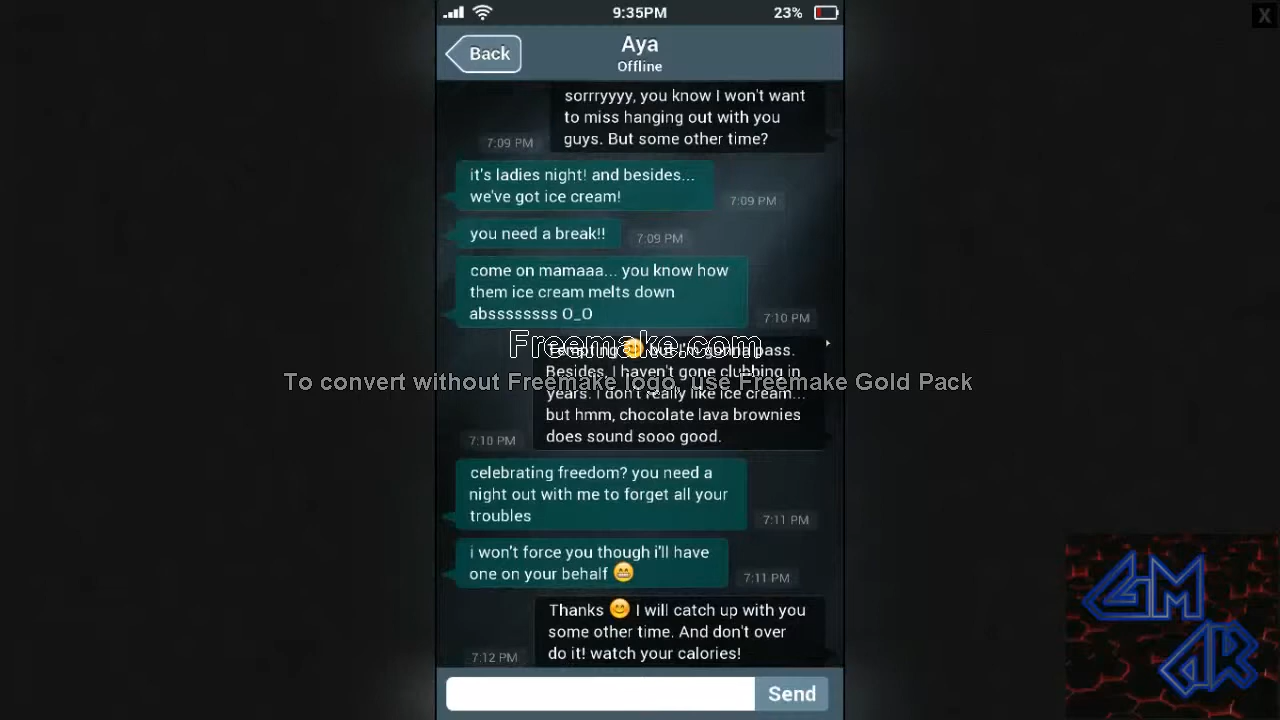 9:35PM
23%
X
Back
Aya
Offline
sorrryyyy, you know I won't want
to miss hanging out with you
guys. But some other time?
7:09 PM
it's ladies night! and besides...
we've got ice cream!
7:09 PM
you need a break!!
7:09 PM
come on mamaaa... you know how
them ice cream melts down
abssssssss O_O
7:10 PM
Freemake.com
To convert without Freemake logo, use Freemake Gold Pack
Tempting 😊 but I'm gonna pass.
Besides, I haven't gone clubbing in
years. I don't really like ice cream...
but hmm, chocolate lava brownies
does sound sooo good.
7:10 PM
celebrating freedom? you need a
night out with me to forget all your
troubles
7:11 PM
i won't force you though i'll have
one on your behalf 😁
7:11 PM
Thanks 😊 I will catch up with you
some other time. And don't over
do it! watch your calories!
7:12 PM
Send